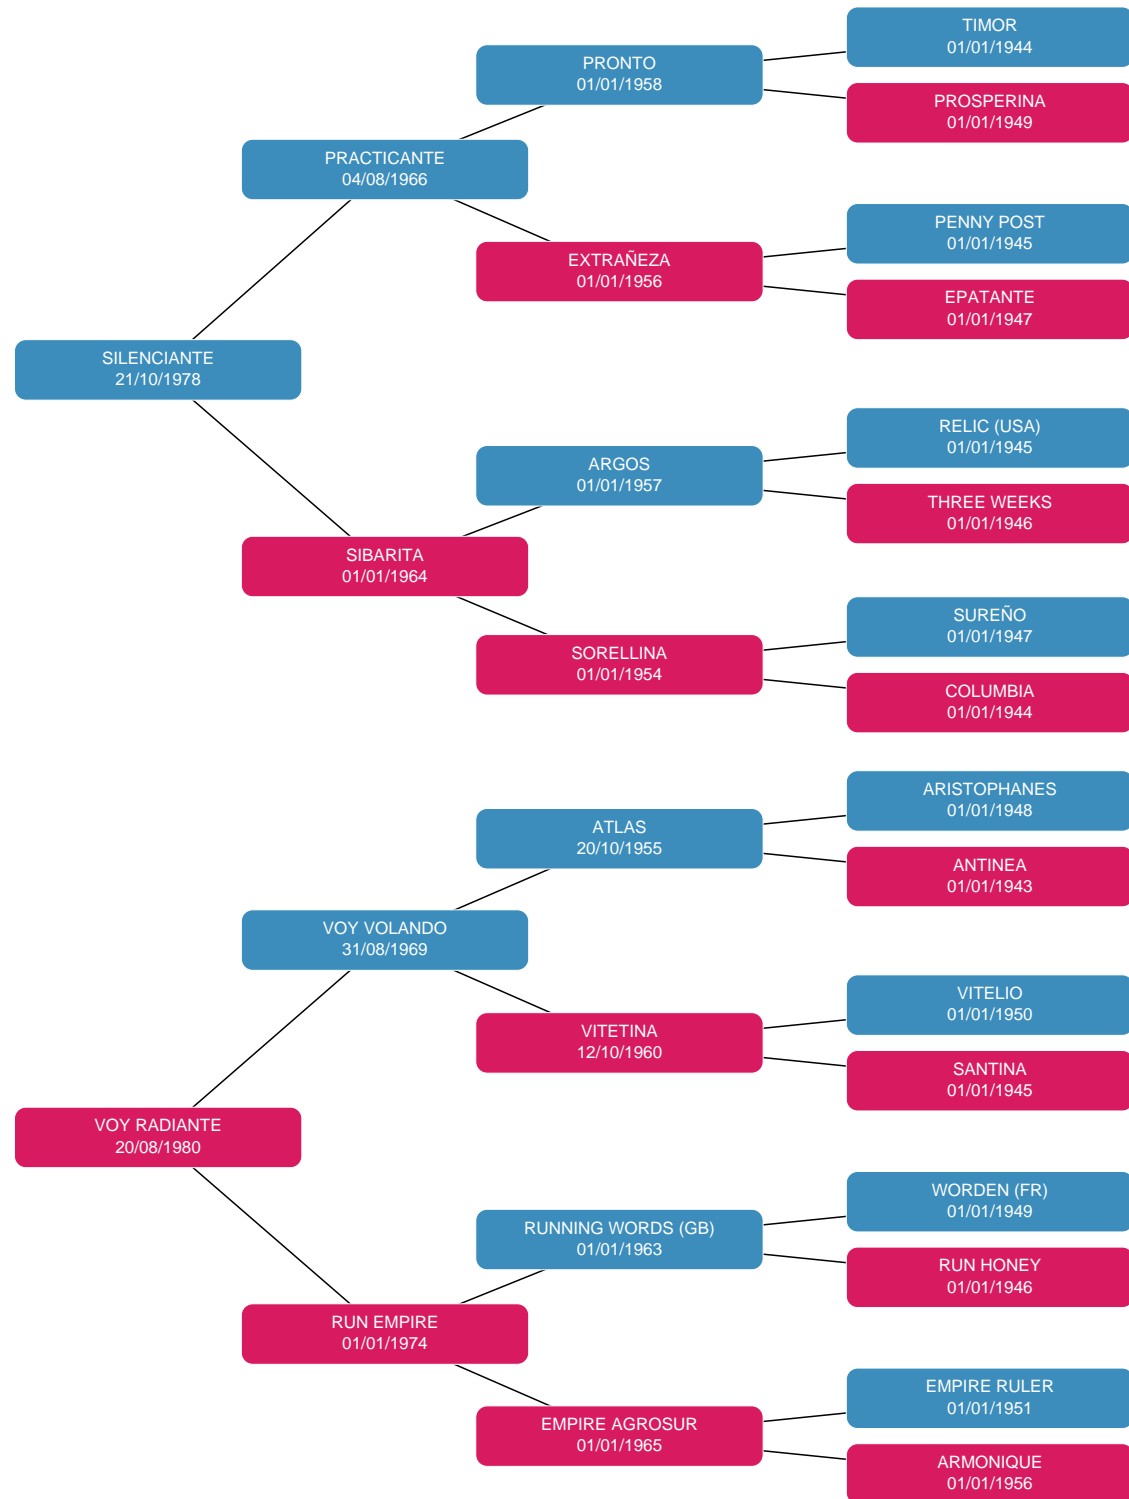 TIMOR
01/01/1944
PRONTO
01/01/1958
PROSPERINA
01/01/1949
PRACTICANTE
04/08/1966
PENNY POST
01/01/1945
EXTRAÑEZA
01/01/1956
EPATANTE
01/01/1947
SILENCIANTE
21/10/1978
RELIC (USA)
01/01/1945
ARGOS
01/01/1957
THREE WEEKS
01/01/1946
SIBARITA
01/01/1964
SUREÑO
01/01/1947
SORELLINA
01/01/1954
COLUMBIA
01/01/1944
ARISTOPHANES
01/01/1948
ATLAS
20/10/1955
ANTINEA
01/01/1943
VOY VOLANDO
31/08/1969
VITELIO
01/01/1950
VITETINA
12/10/1960
SANTINA
01/01/1945
VOY RADIANTE
20/08/1980
WORDEN (FR)
01/01/1949
RUNNING WORDS (GB)
01/01/1963
RUN HONEY
01/01/1946
RUN EMPIRE
01/01/1974
EMPIRE RULER
01/01/1951
EMPIRE AGROSUR
01/01/1965
ARMONIQUE
01/01/1956